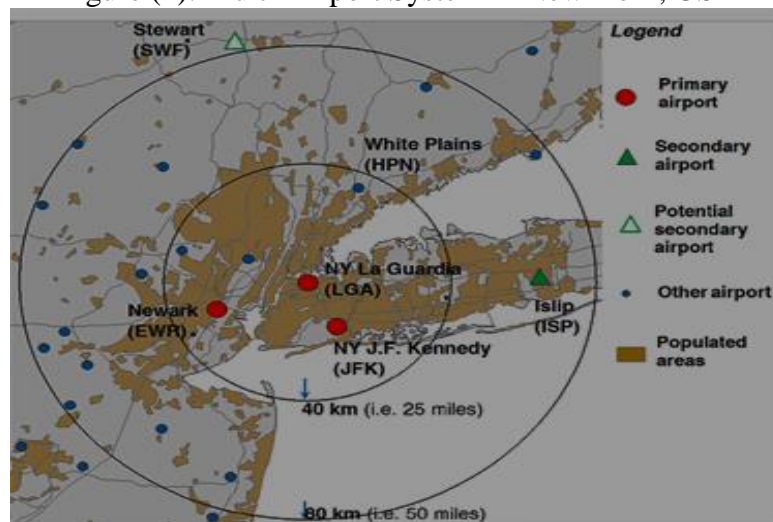 Stewart
(SWF)
White Plains
(HPN)
NY La Guardia
(LGA)
Newark
(EWR)
Islip
(ISP)
NY J.F. Kennedy
(JFK)
40 km (i.e. 25 miles)
80 km (i.e. 50 miles)
Legend
Primary
airport
Secondary
airport
Potential
secondary
airport
Other airport
Populated
areas